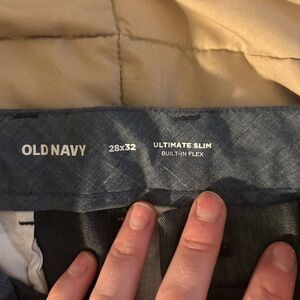 OLD NAVY 28x32 ULTIMATE SLIM
BUILT-IN FLEX